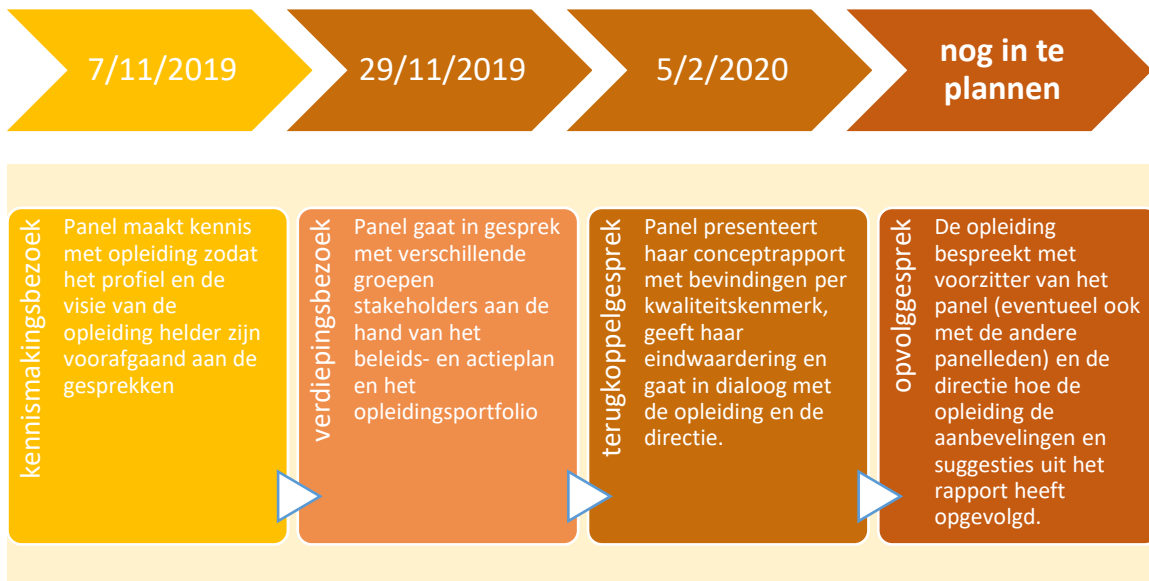 7/11/2019
29/11/2019
5/2/2020
nog in te
plannen
kennismakingsbezoek
Panel maakt kennis
met opleiding zodat
het profiel en de
visie van de
opleiding helder zijn
voorafgaand aan de
gesprekken
verdiepingsbezoek
Panel gaat in gesprek
met verschillende
groepen
stakeholders aan de
hand van het
beleids- en actieplan
en het
opleidingsportfolio
terugkoppelgesprek
Panel presenteert
haar conceptrapport
met bevindingen per
kwaliteitskenmerk,
geeft haar
eindwaardering en
gaat in dialoog met
de opleiding en de
directie.
opvolggesprek
De opleiding
bespreekt met
voorzitter van het
panel (eventueel ook
met de andere
panelleden) en de
directie hoe de
opleiding de
aanbevelingen en
suggesties uit het
rapport heeft
opgevolgd.